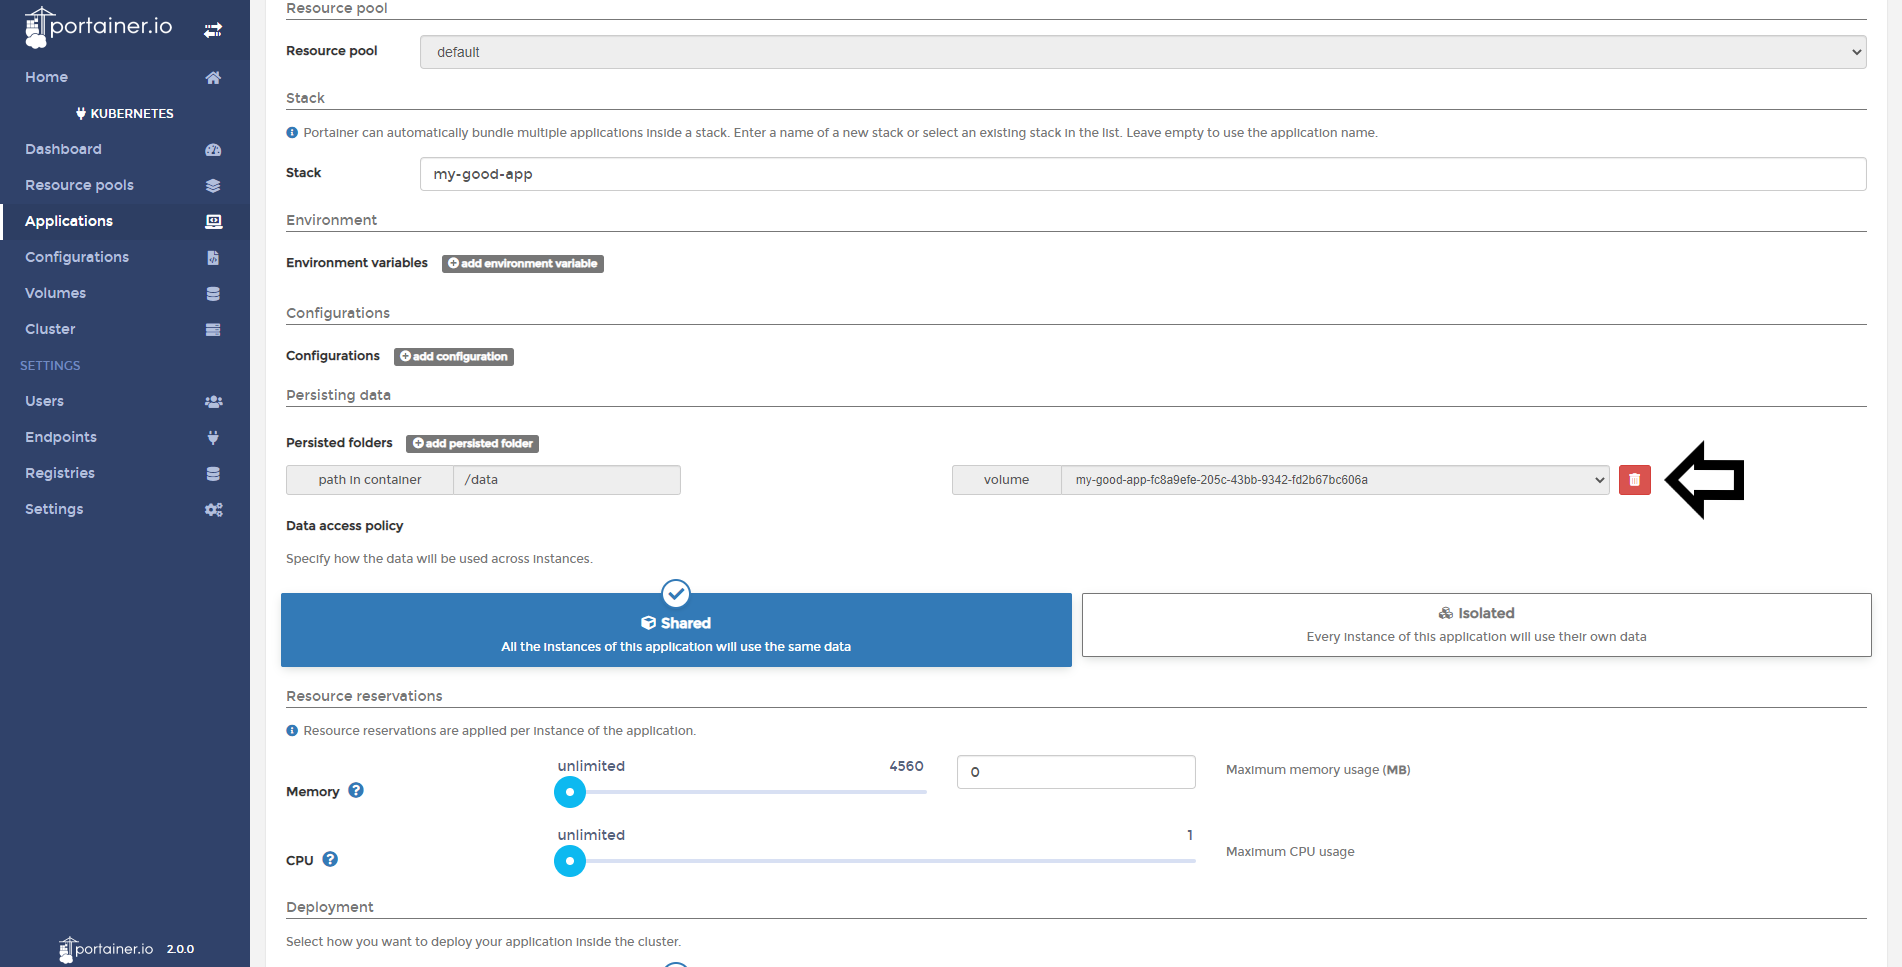 portainer.io
Home
KUBERNETES
Dashboard
Resource pools
Applications
Configurations
Volumes
Cluster
SETTINGS
Users
Endpoints
Registries
Settings
portainer.io 2.0.0
Resource pool
Resource pool default
Stack
Portainer can automatically bundle multiple applications inside a stack. Enter a name of a new stack or select an existing stack in the list. Leave empty to use the application name.
Stack my-good-app
Environment
Environment variables add environment variable
Configurations
Configurations add configuration
Persisting data
Persisted folders add persisted folder
path in container /data volume my-good-app-fc8a9efe-205c-43bb-9342-fd2b67bc606a
Data access policy
Specify how the data will be used across instances.
Shared
All the instances of this application will use the same data
Isolated
Every instance of this application will use their own data
Resource reservations
Resource reservations are applied per instance of the application.
unlimited 4560
Memory 0 Maximum memory usage (MB)
unlimited 1
CPU Maximum CPU usage
Deployment
Select how you want to deploy your application inside the cluster.